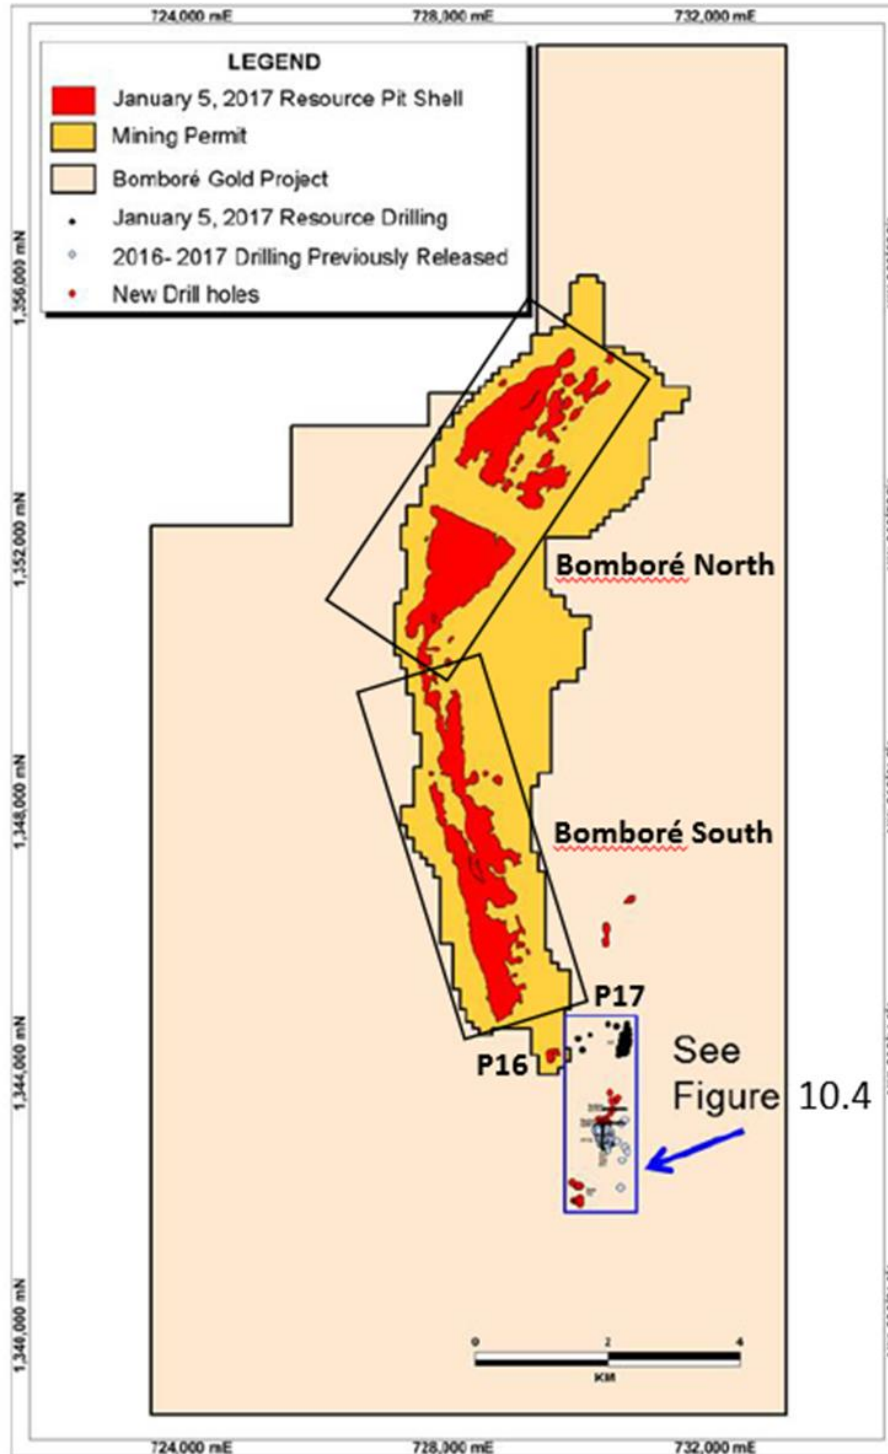 724,000 mE 728,000 mE 732,000 mE
LEGEND
January 5, 2017 Resource Pit Shell
Mining Permit
Bomboré Gold Project
January 5, 2017 Resource Drilling
2016- 2017 Drilling Previously Released
New Drill holes
1,356,000 mN
1,352,000 mN
Bomboré North
1,348,000 mN
Bomboré South
P17
1,344,000 mN
P16
See
Figure 10.4
1,340,000 mN
0 2 4
KM
724,000 mE 728,000 mE 732,000 mE